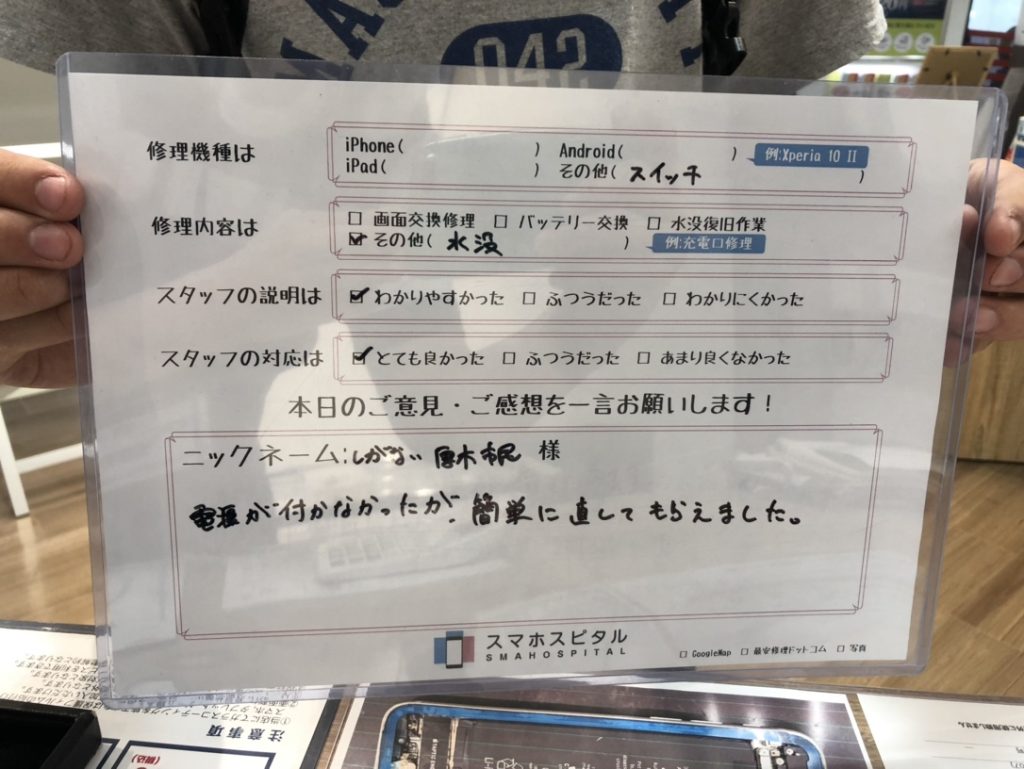 042
修理機種は
iPhone( ) Android( ) 例:Xperia 10 II
iPad( ) その他( スイッチ )
修理内容は
☐ 画面交換修理 ☐ バッテリー交換 ☐ 水没復旧作業
☑ その他( 水没 ) 例:充電口修理
スタッフの説明は
☑ わかりやすかった ☐ ふつうだった ☐ わかりにくかった
スタッフの対応は
☑ とても良かった ☐ ふつうだった ☐ あまり良くなかった
本日のご意見・ご感想を一言お願いします!
ニックネーム:しがない厚木市民 様
電源が付かなかったが、簡単に直してもらえました。
スマホスピタル
SMAHOSPITAL
☐ GoogleMap ☐ 最安修理ドットコム ☐ 写真
注意事項